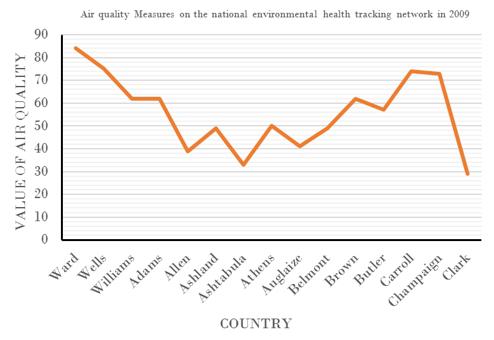 Air quality Measures on the national environmental health tracking network in 2009
VALUE OF AIR QUALITY
90
80
70
60
50
40
30
20
10
0
Ward
Wells
Williams
Adams
Allen
Ashland
Ashtabula
Athens
Auglaize
Belmont
Brown
Butler
Carroll
Champaign
Clark
COUNTRY